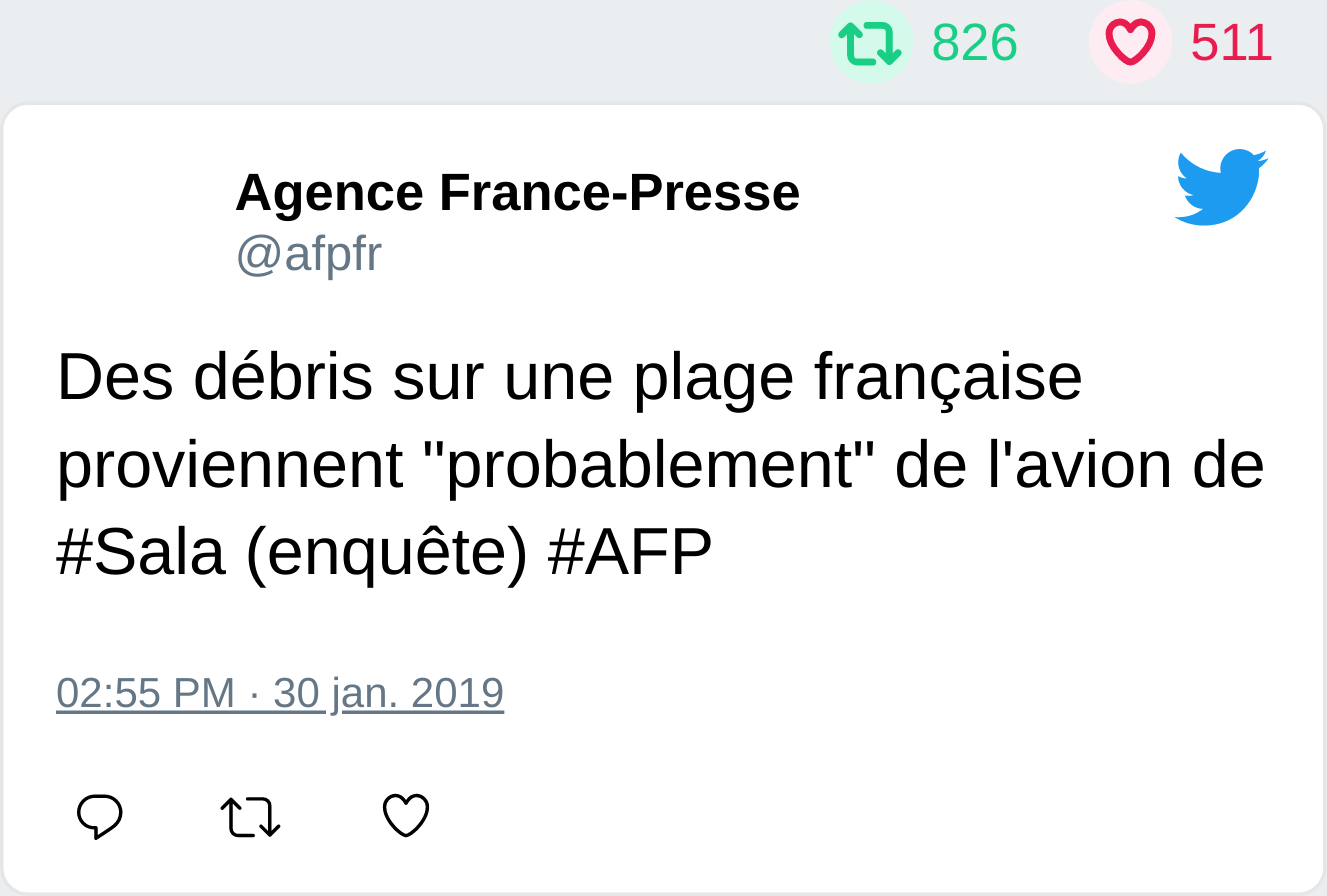 826 511
Agence France-Presse
@afpfr
Des débris sur une plage française
proviennent "probablement" de l'avion de
#Sala (enquête) #AFP
02:55 PM · 30 jan. 2019